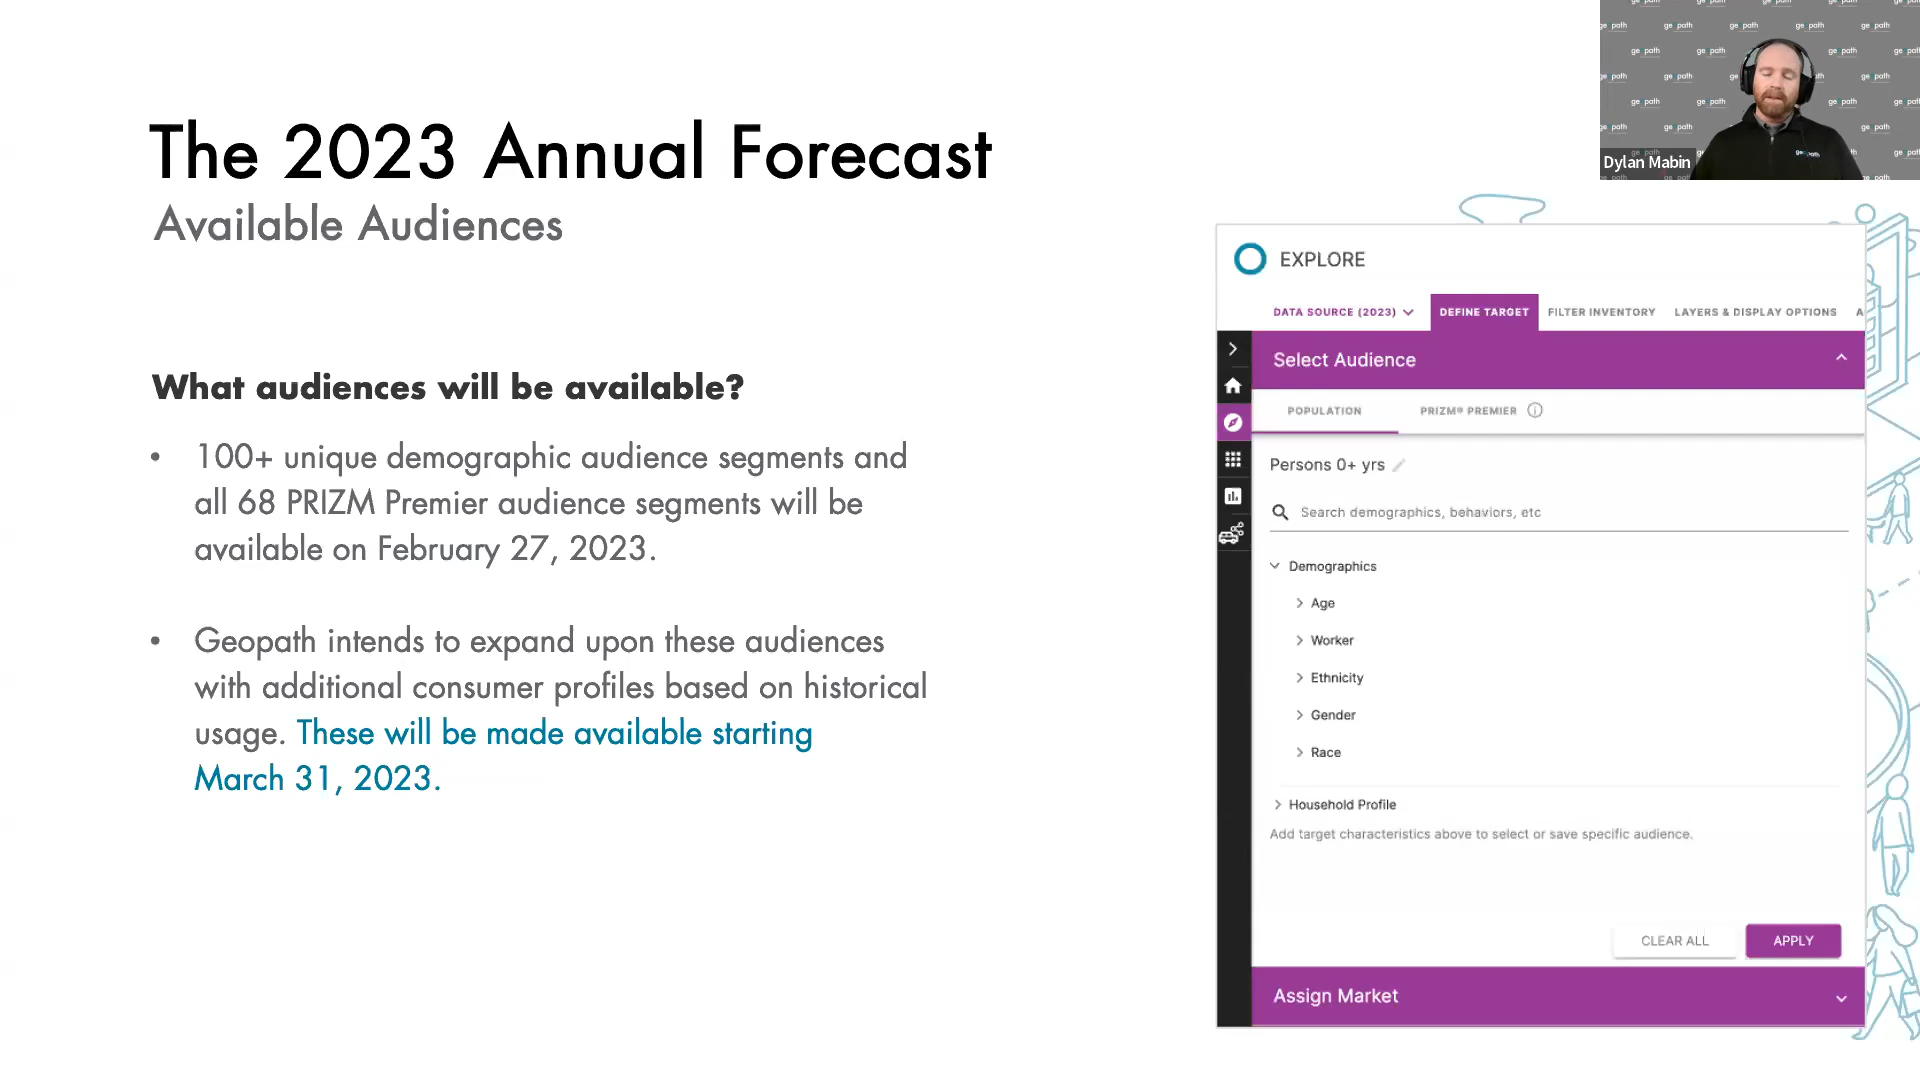 The 2023 Annual Forecast
Available Audiences
What audiences will be available?
• 100+ unique demographic audience segments and
all 68 PRIZM Premier audience segments will be
available on February 27, 2023.
• Geopath intends to expand upon these audiences
with additional consumer profiles based on historical
usage. These will be made available starting
March 31, 2023.
Dylan Mabin
geopath
EXPLORE
DATA SOURCE (2023) DEFINE TARGET FILTER INVENTORY LAYERS & DISPLAY OPTIONS A
Select Audience
POPULATION PRIZM® PREMIER
Persons 0+ yrs
Search demographics, behaviors, etc
Demographics
Age
Worker
Ethnicity
Gender
Race
Household Profile
Add target characteristics above to select or save specific audience.
CLEAR ALL APPLY
Assign Market